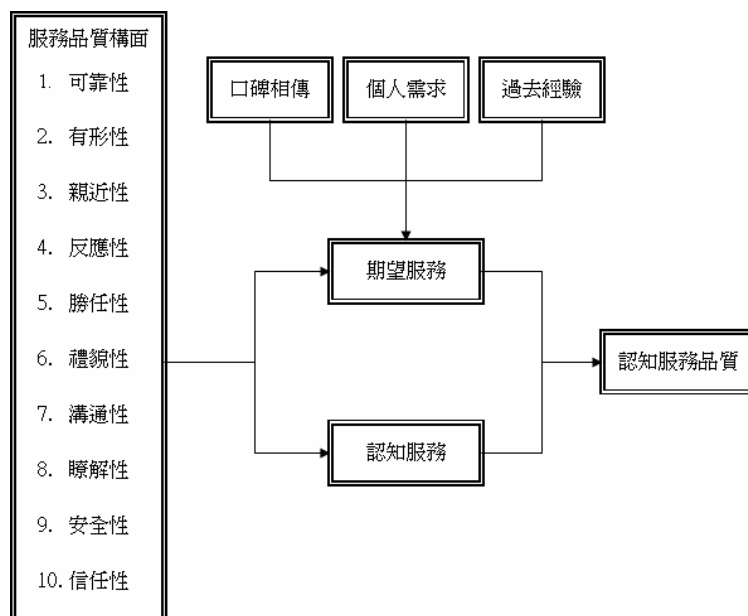 服務品質構面
1. 可靠性
2. 有形性
3. 親近性
4. 反應性
5. 勝任性
6. 禮貌性
7. 溝通性
8. 瞭解性
9. 安全性
10. 信任性
口碑相傳
個人需求
過去經驗
期望服務
認知服務
認知服務品質